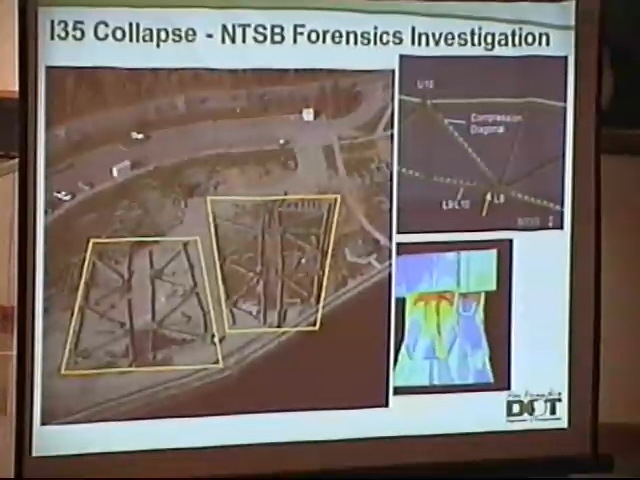 I35 Collapse - NTSB Forensics Investigation
U10
Compression
Diagonal
L9/L10
L9
DOT